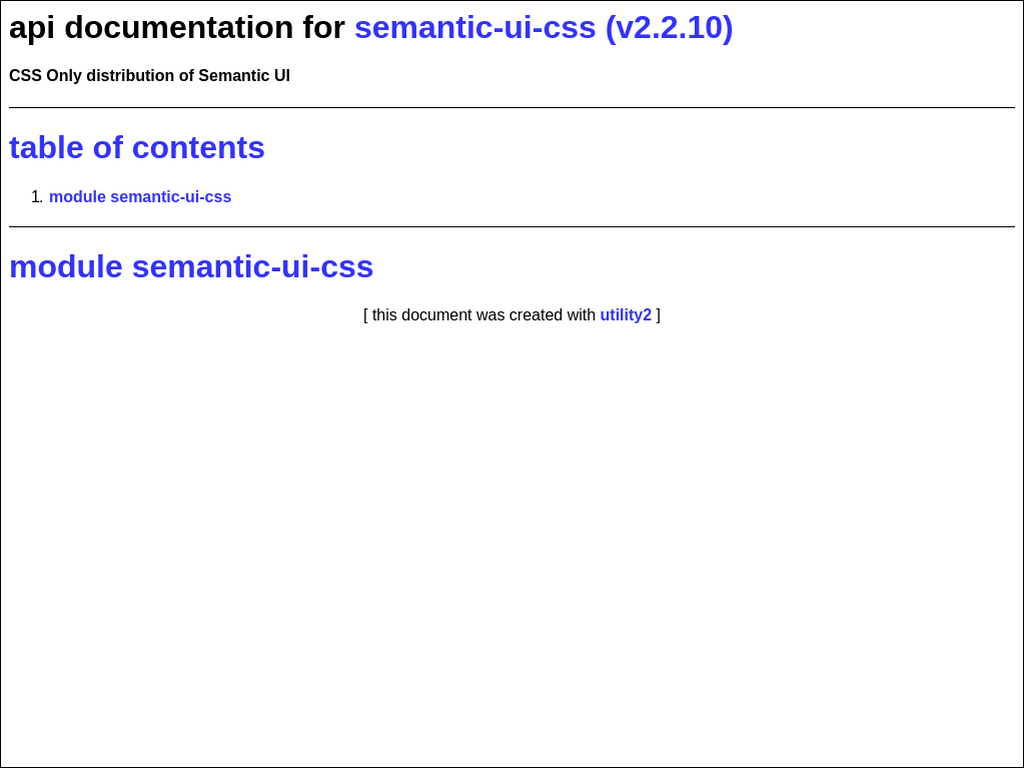 api documentation for semantic-ui-css (v2.2.10)
CSS Only distribution of Semantic UI
table of contents
1. module semantic-ui-css
module semantic-ui-css
[ this document was created with utility2 ]